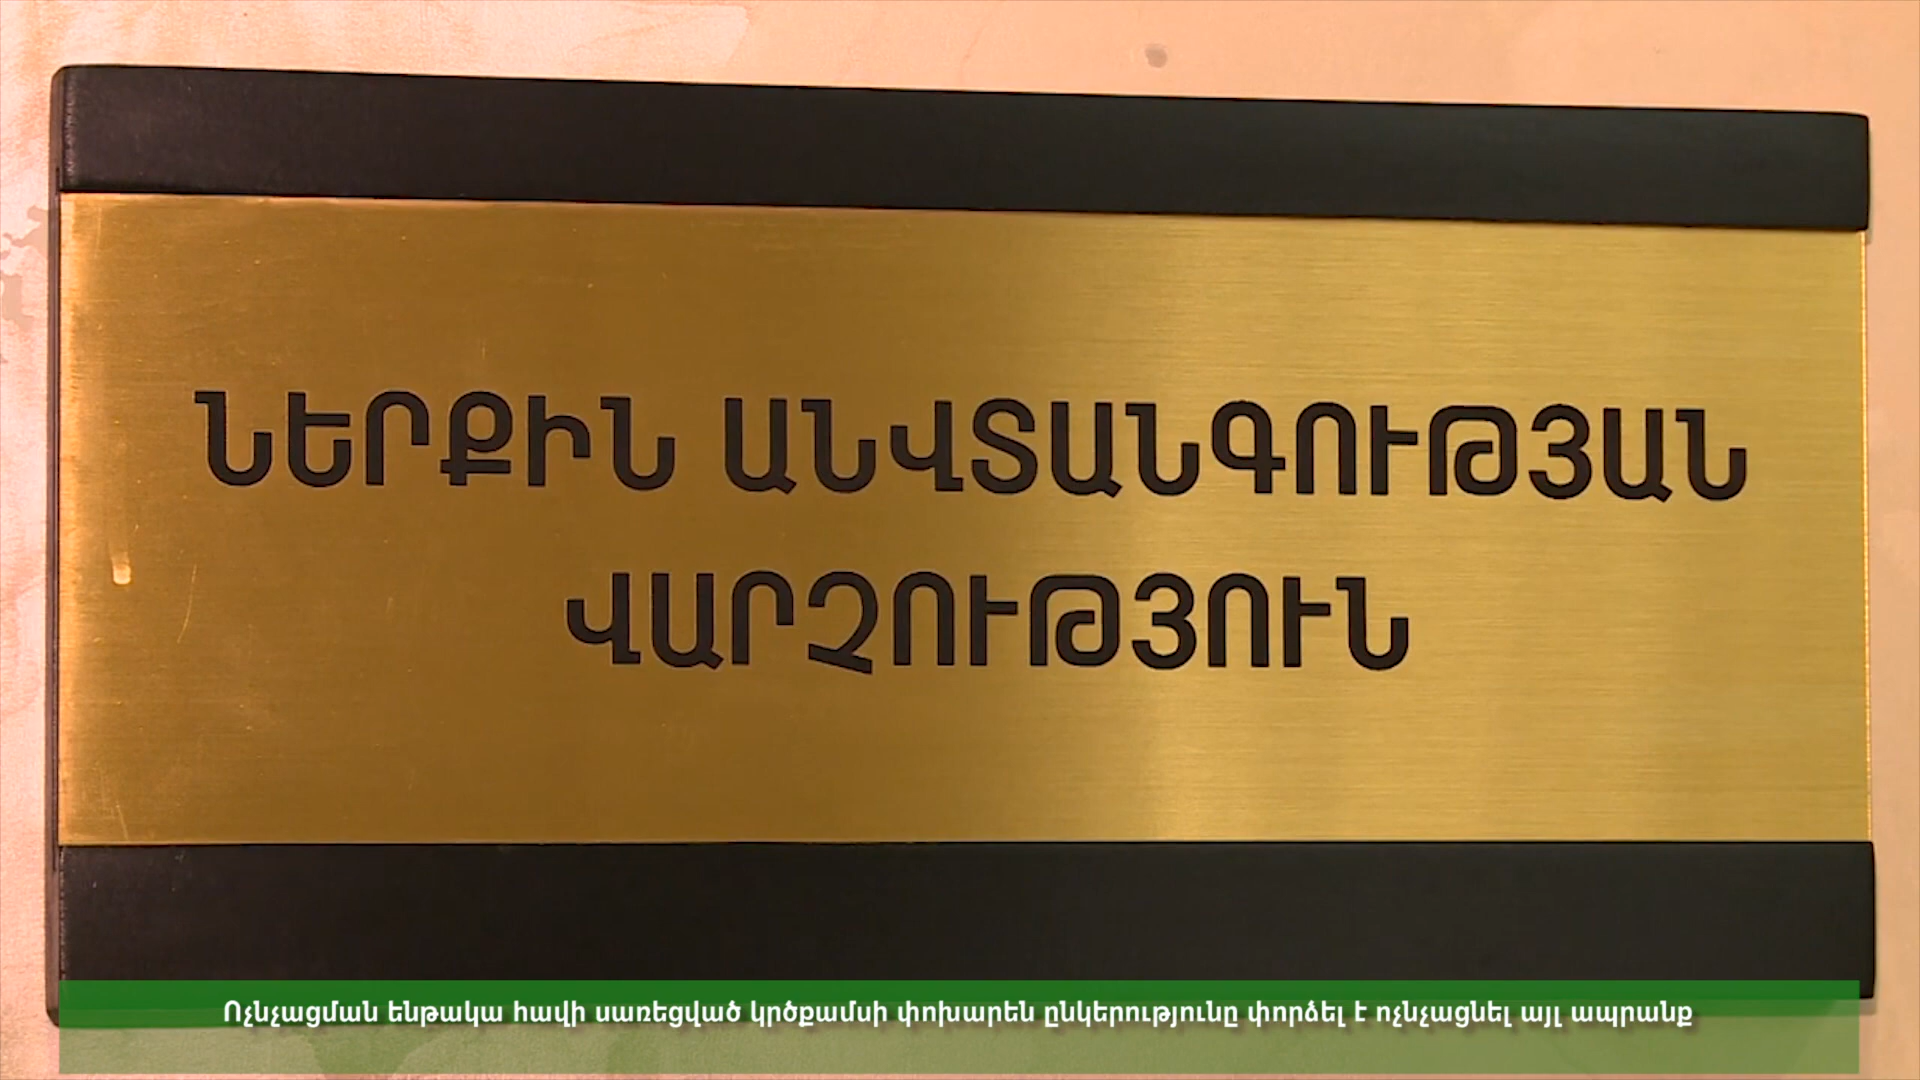 ՆԵՐՔԻՆ ԱՆՎՏԱՆԳՈՒԹՅԱՆ
ՎԱՐՉՈՒԹՅՈՒՆ
Ոչնչացման ենթակա հավի սառեցված կրծքամսի փոխարեն ընկերությունը փորձել է ոչնչացնել այլ ապրանք